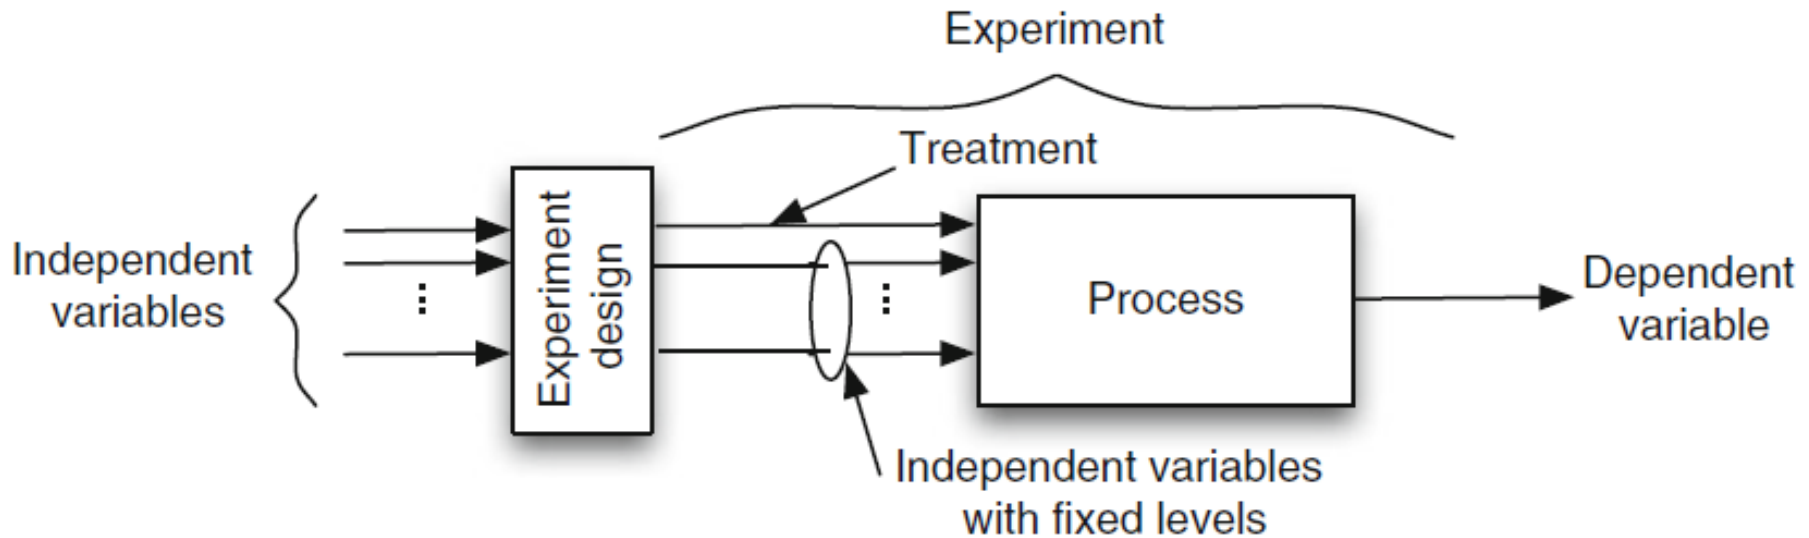 Experiment
Treatment
Independent
variables
Experiment
design
Process
Dependent
variable
Independent variables
with fixed levels